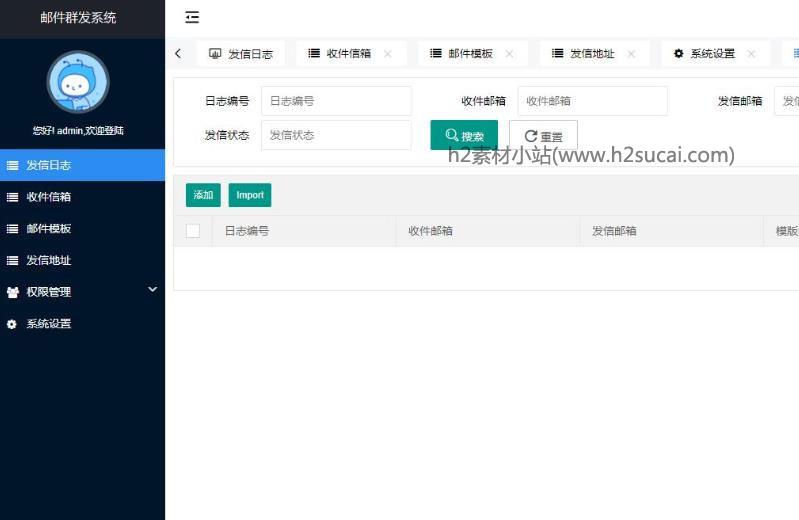 邮件群发系统
您好! admin,欢迎登陆
发信日志
收件信箱
邮件模板
发信地址
权限管理
系统设置
发信日志 收件信箱 邮件模板 发信地址 系统设置
日志编号 日志编号 收件邮箱 收件邮箱 发信邮箱 发信
发信状态 发信状态 搜索 重置
h2素材小站(www.h2sucai.com)
添加 Import
日志编号 收件邮箱 发信邮箱 模版